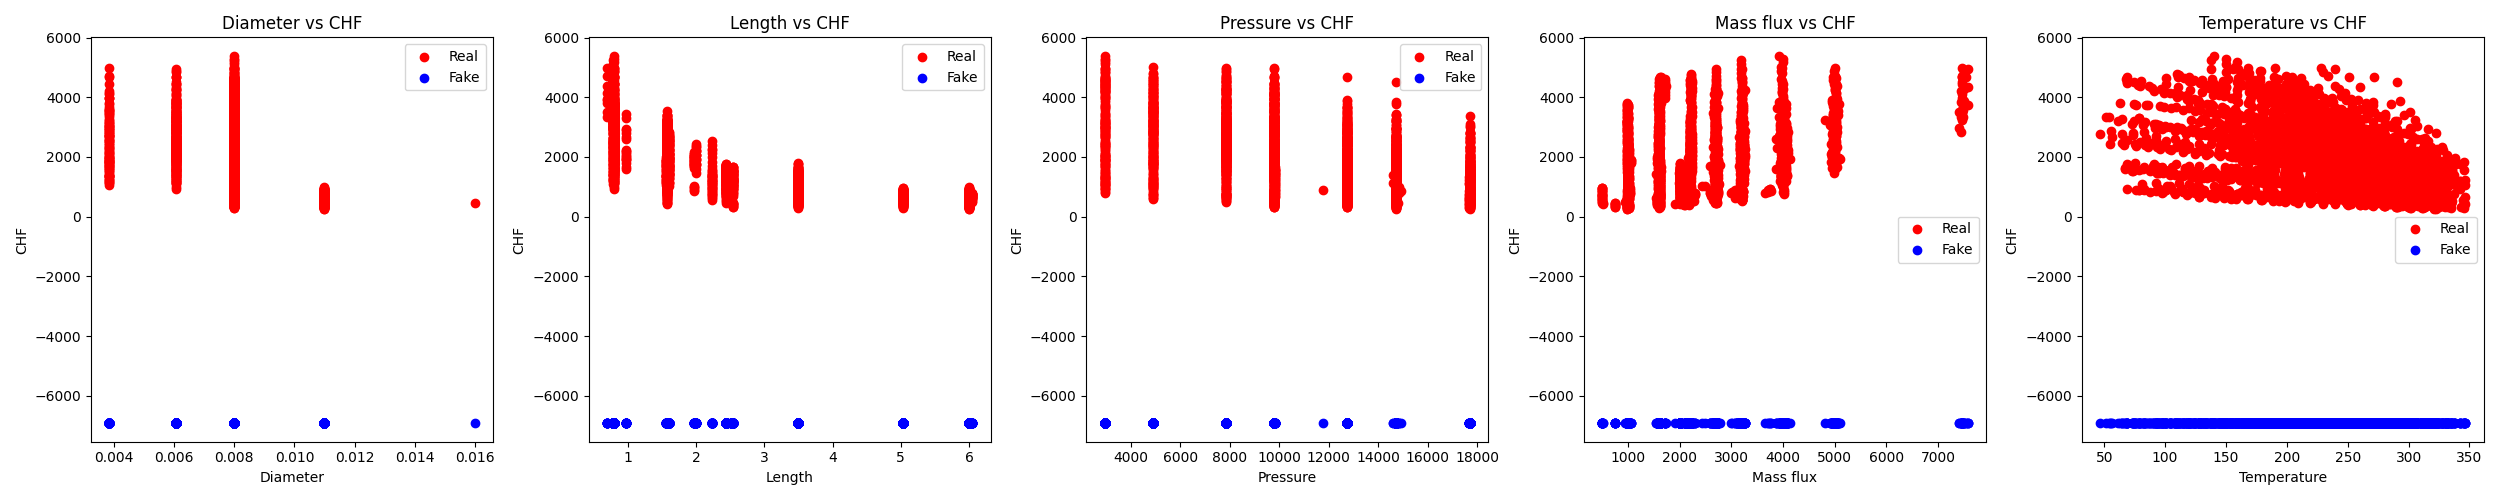 Diameter vs CHF
6000
4000
2000
0
−2000
−4000
−6000
CHF
0.004 0.006 0.008 0.010 0.012 0.014 0.016
Diameter
Real
Fake
Length vs CHF
6000
4000
2000
0
−2000
−4000
−6000
CHF
1 2 3 4 5 6
Length
Real
Fake
Pressure vs CHF
6000
4000
2000
0
−2000
−4000
−6000
CHF
4000 6000 8000 10000 12000 14000 16000 18000
Pressure
Real
Fake
Mass flux vs CHF
6000
4000
2000
0
−2000
−4000
−6000
CHF
1000 2000 3000 4000 5000 6000 7000
Mass flux
Real
Fake
Temperature vs CHF
6000
4000
2000
0
−2000
−4000
−6000
CHF
50 100 150 200 250 300 350
Temperature
Real
Fake